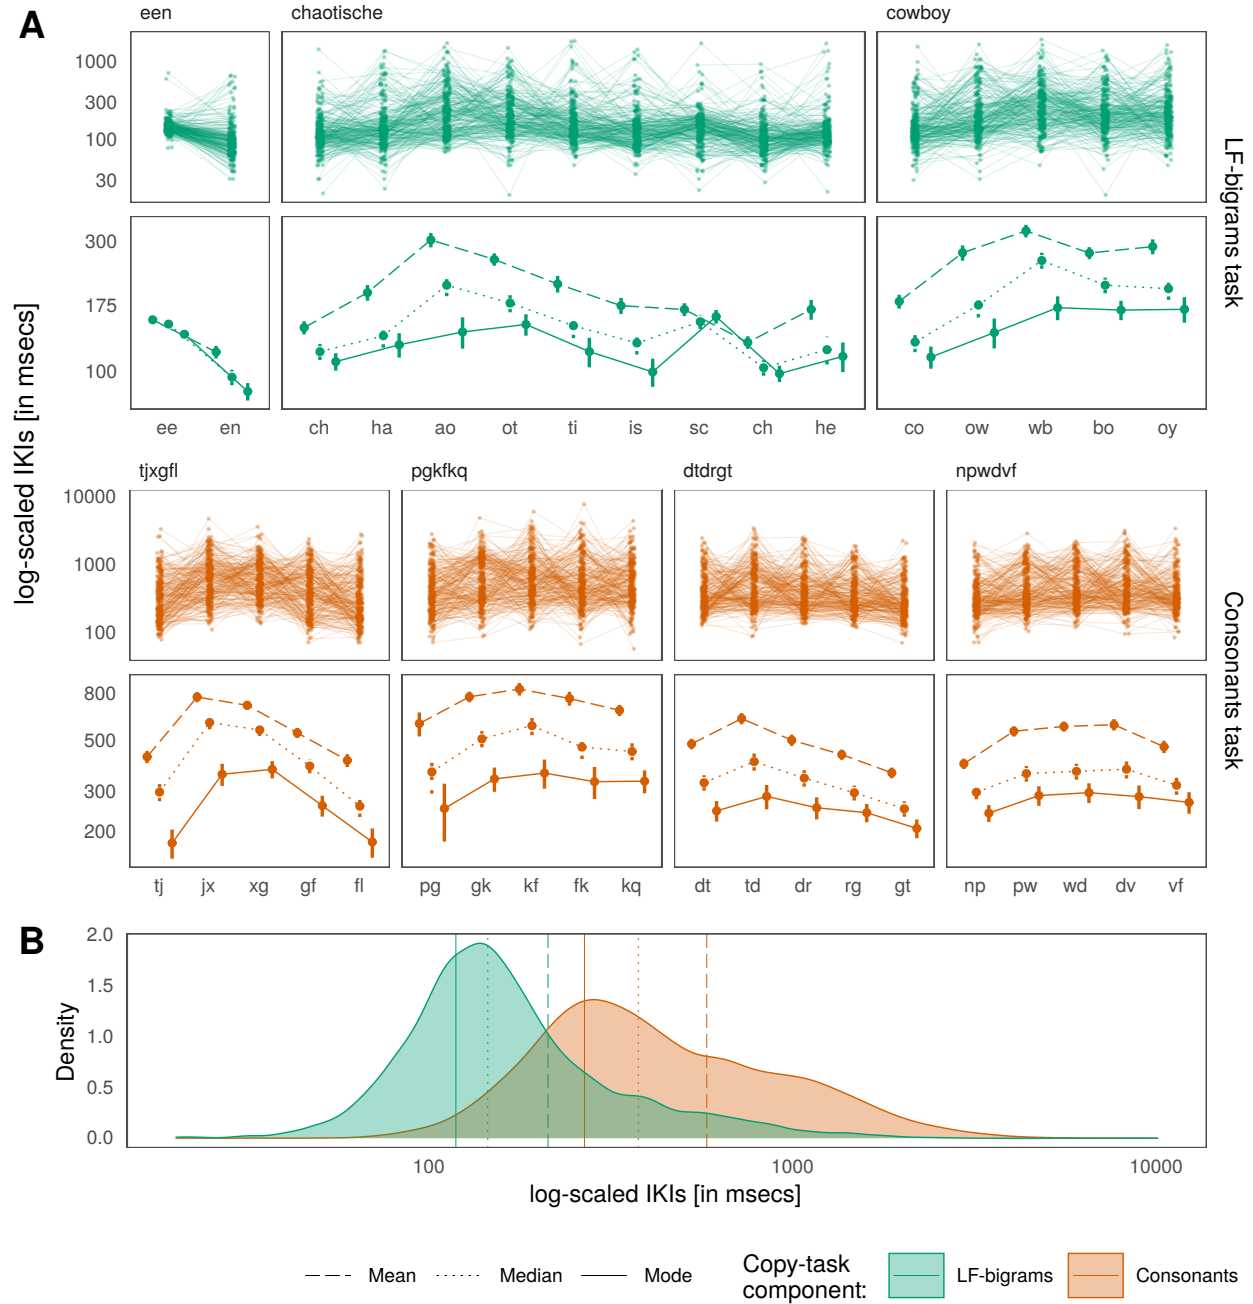 A
een chaotische cowboy
1000
300
100
30
LF-bigrams task
300
175
100
ee en ch ha ao ot ti is sc ch he co ow wb bo oy
log-scaled IKIs [in msecs]
tjxgfl pgkfkq dtdrgt npwdvf
10000
1000
100
Consonants task
800
500
300
200
tj jx xg gf fl pg gk kf fk kq dt td dr rg gt np pw wd dv vf
B
2.0
1.5
1.0
0.5
0.0
Density
100 1000 10000
log-scaled IKIs [in msecs]
Mean Median Mode Copy-task component: LF-bigrams Consonants